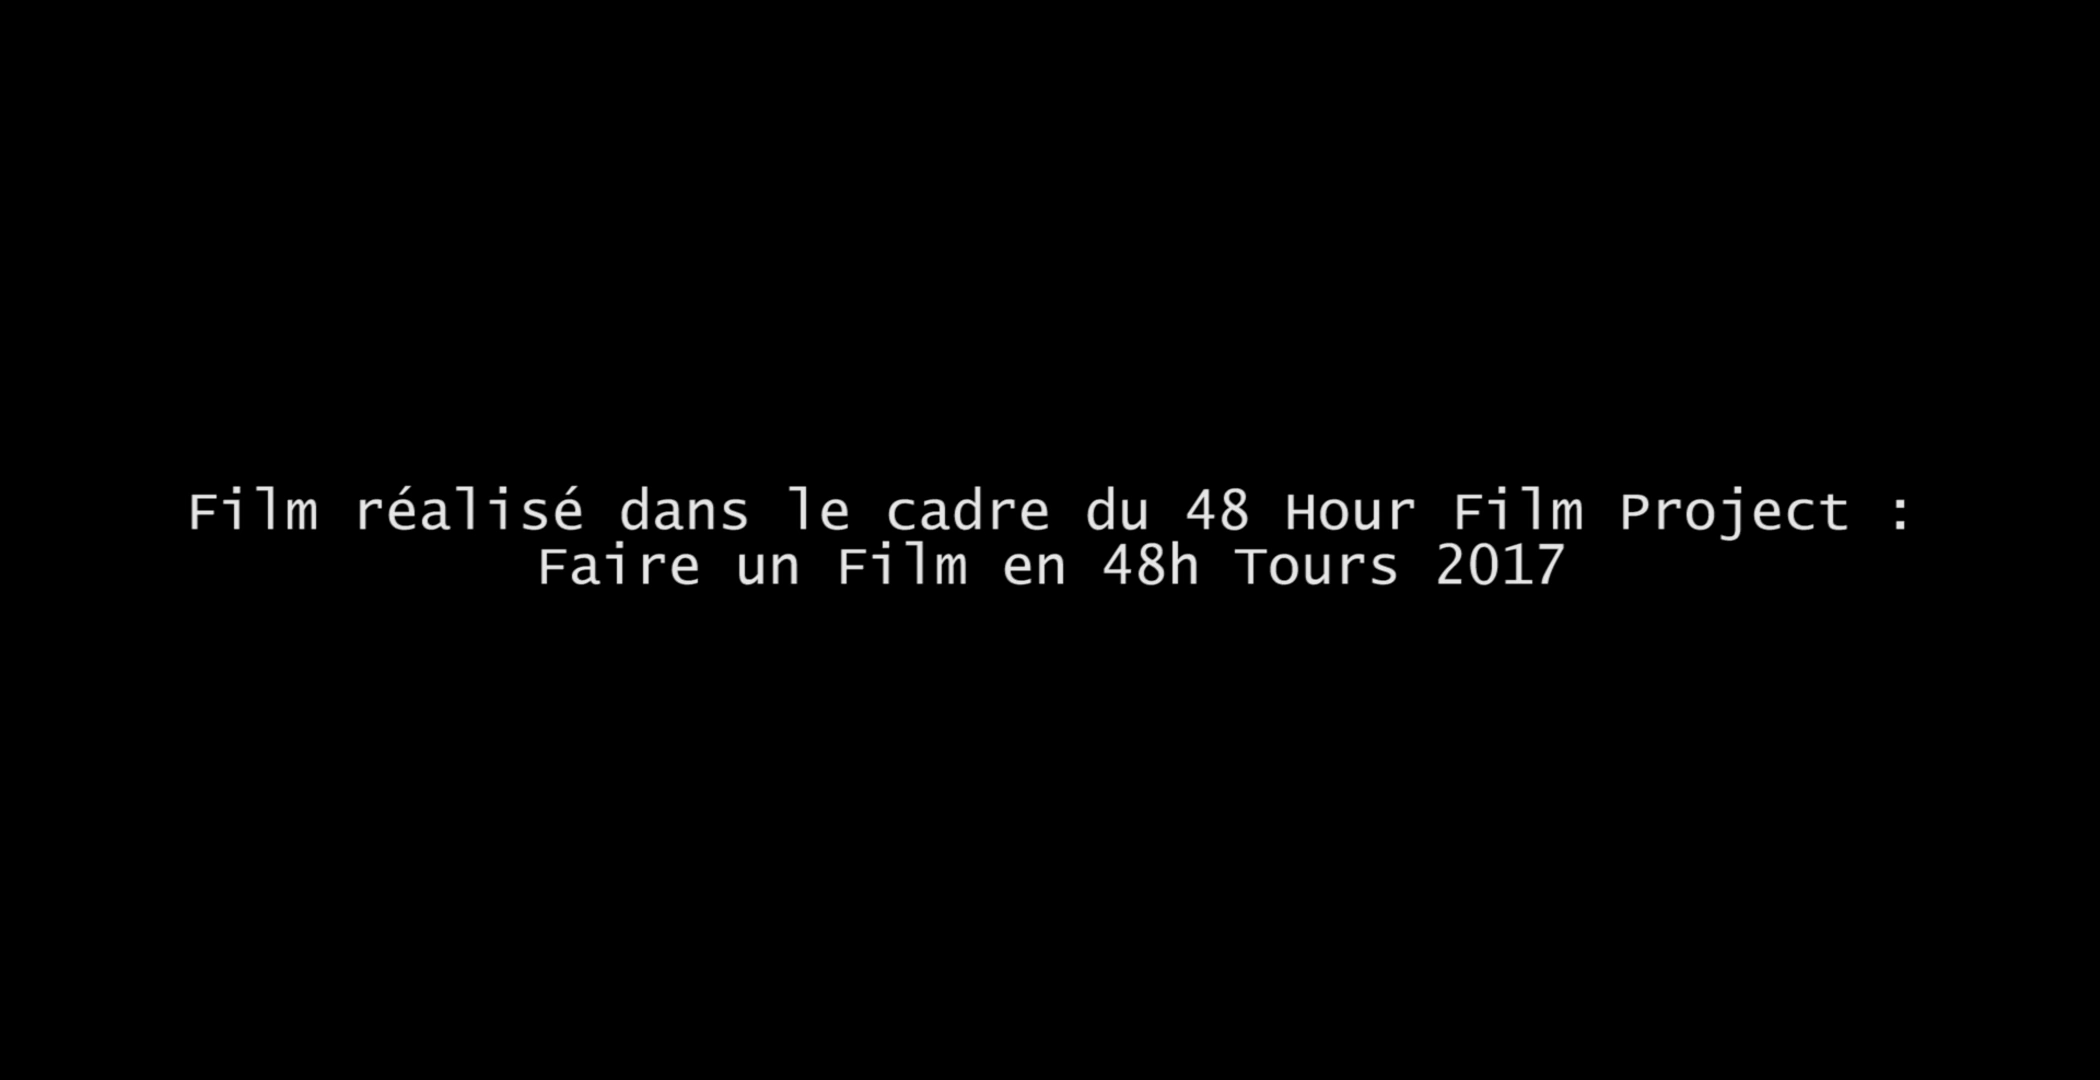 Film réalisé dans le cadre du 48 Hour Film Project :
Faire un Film en 48h Tours 2017